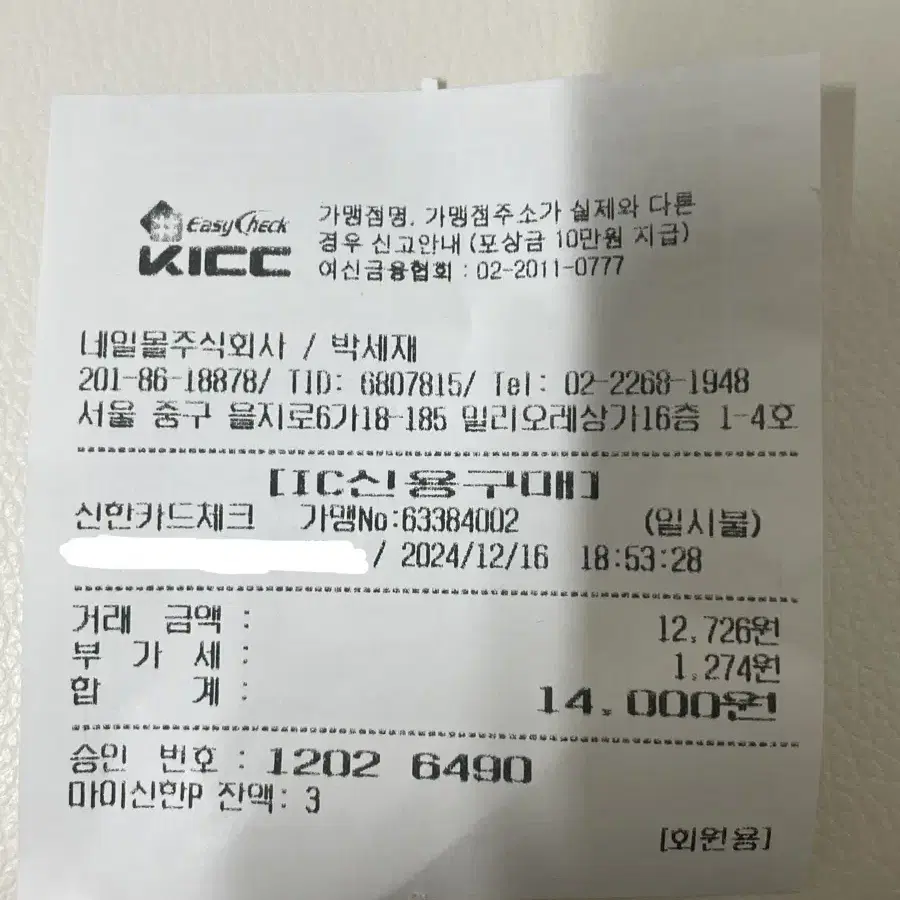 EasyCheck
KICC
가맹점명, 가맹점주소가 실제와 다른
경우 신고안내 (포상금 10만원 지급)
여신금융협회 : 02-2011-0777
네일몰주식회사 / 박세재
201-86-18878/ TID: 6807815/ Tel: 02-2268-1948
서울 중구 을지로6가18-185 밀리오레상가16층 1-4호
[IC신용구매]
신한카드체크 가맹No:63384002 (일시불)
/ 2024/12/16 18:53:28
거래 금액 : 12,726원
부 가 세 : 1,274원
합 계 : 14,000원
승인 번호 : 1202 6490
마이신한P 잔액: 3
[회원용]